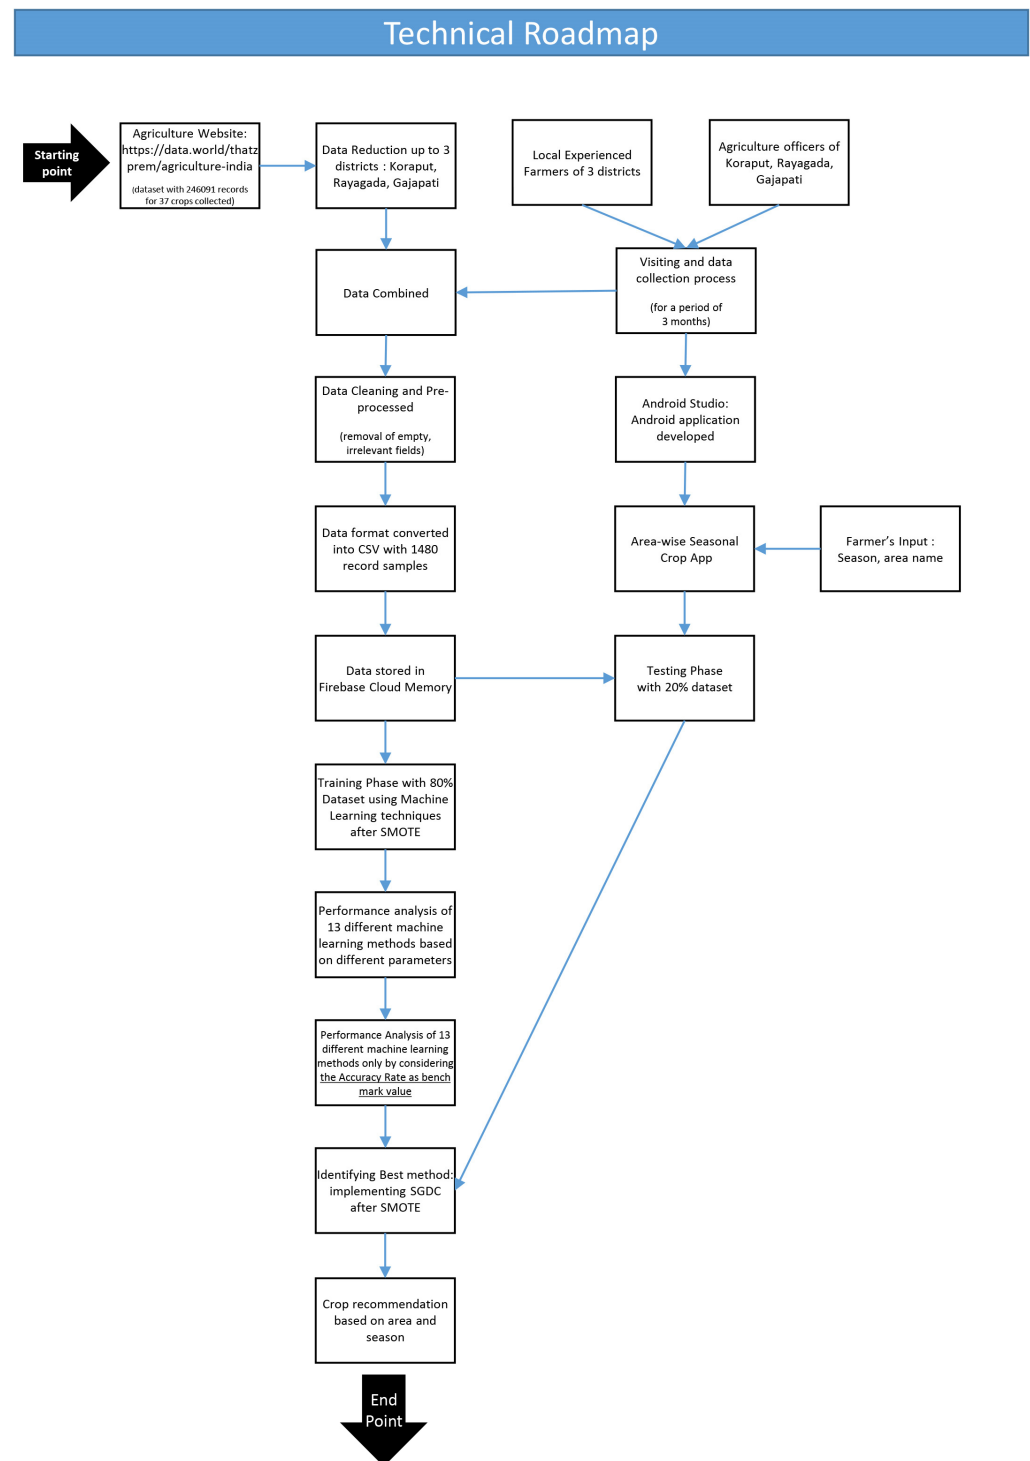 Technical Roadmap
Starting
point
Agriculture Website:
https://data.world/thatz
prem/agriculture-india
(dataset with 246091 records
for 37 crops collected)
Data Reduction up to 3
districts : Koraput,
Rayagada, Gajapati
Local Experienced
Farmers of 3 districts
Agriculture officers of
Koraput, Rayagada,
Gajapati
Data Combined
Visiting and data
collection process
(for a period of
3 months)
Data Cleaning and Pre-
processed
(removal of empty,
irrelevant fields)
Android Studio:
Android application
developed
Data format converted
into CSV with 1480
record samples
Area-wise Seasonal
Crop App
Farmer’s Input :
Season, area name
Data stored in
Firebase Cloud Memory
Testing Phase
with 20% dataset
Training Phase with 80%
Dataset using Machine
Learning techniques
after SMOTE
Performance analysis of
13 different machine
learning methods based
on different parameters
Performance Analysis of 13
different machine learning
methods only by considering
the Accuracy Rate as bench
mark value
Identifying Best method:
implementing SGDC
after SMOTE
Crop recommendation
based on area and
season
End
Point